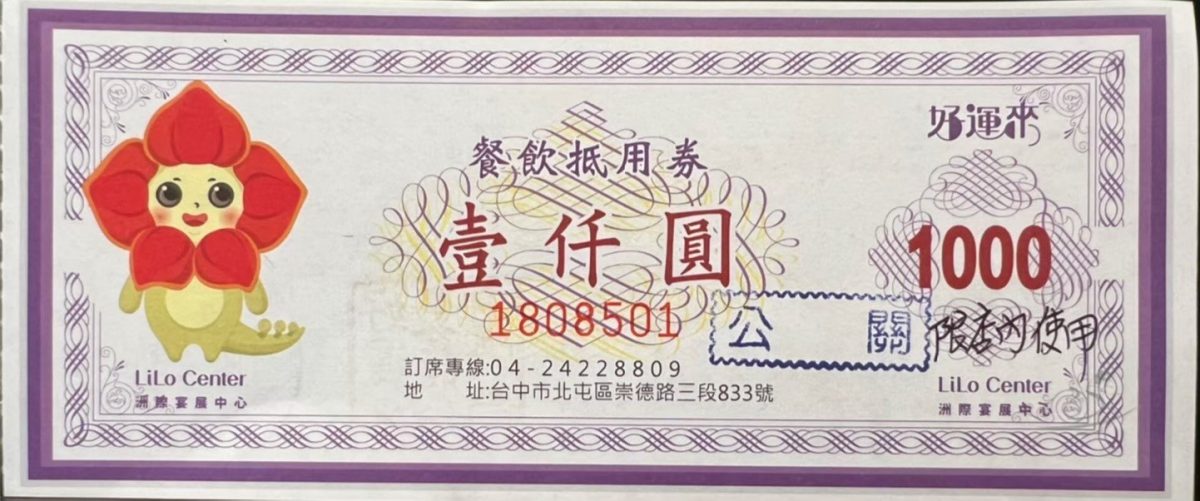 好運來
餐飲抵用券
壹仟圓
1000
1808501
公關
限店內使用
訂席專線:04-24228809
地址:台中市北屯區崇德路三段833號
LiLo Center
洲際宴展中心
LiLo Center
洲際宴展中心